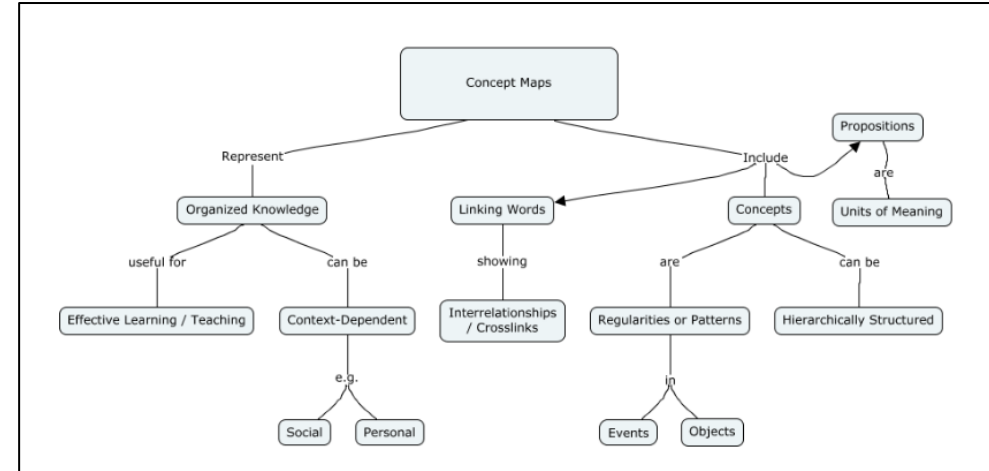 Concept Maps
Propositions
Represent
Include
are
Organized Knowledge
Linking Words
Concepts
Units of Meaning
useful for
can be
showing
are
can be
Effective Learning / Teaching
Context-Dependent
Interrelationships
/ Crosslinks
Regularities or Patterns
Hierarchically Structured
e.g.
in
Social
Personal
Events
Objects